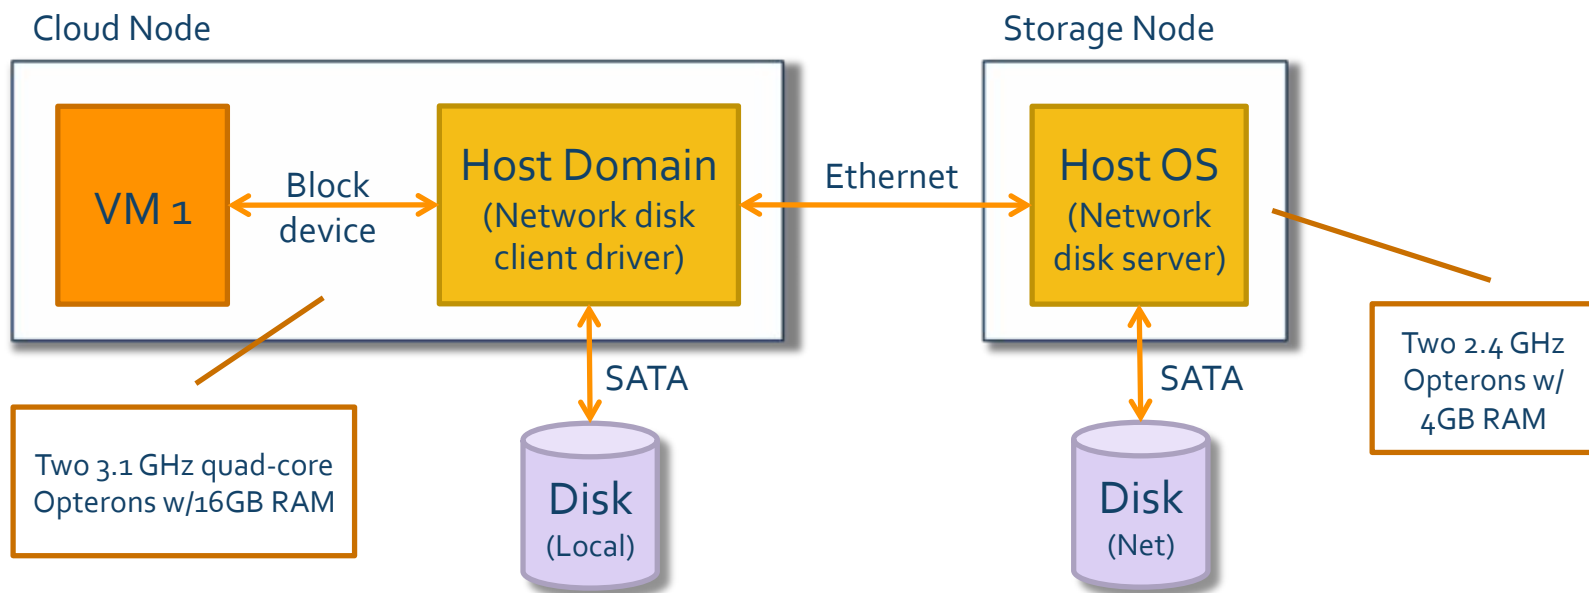 Cloud Node
Storage Node
VM 1
Block
device
Host Domain
(Network disk
client driver)
Ethernet
Host OS
(Network
disk server)
SATA
SATA
Two 3.1 GHz quad-core
Opterons w/16GB RAM
Disk
(Local)
Disk
(Net)
Two 2.4 GHz
Opterons w/
4GB RAM